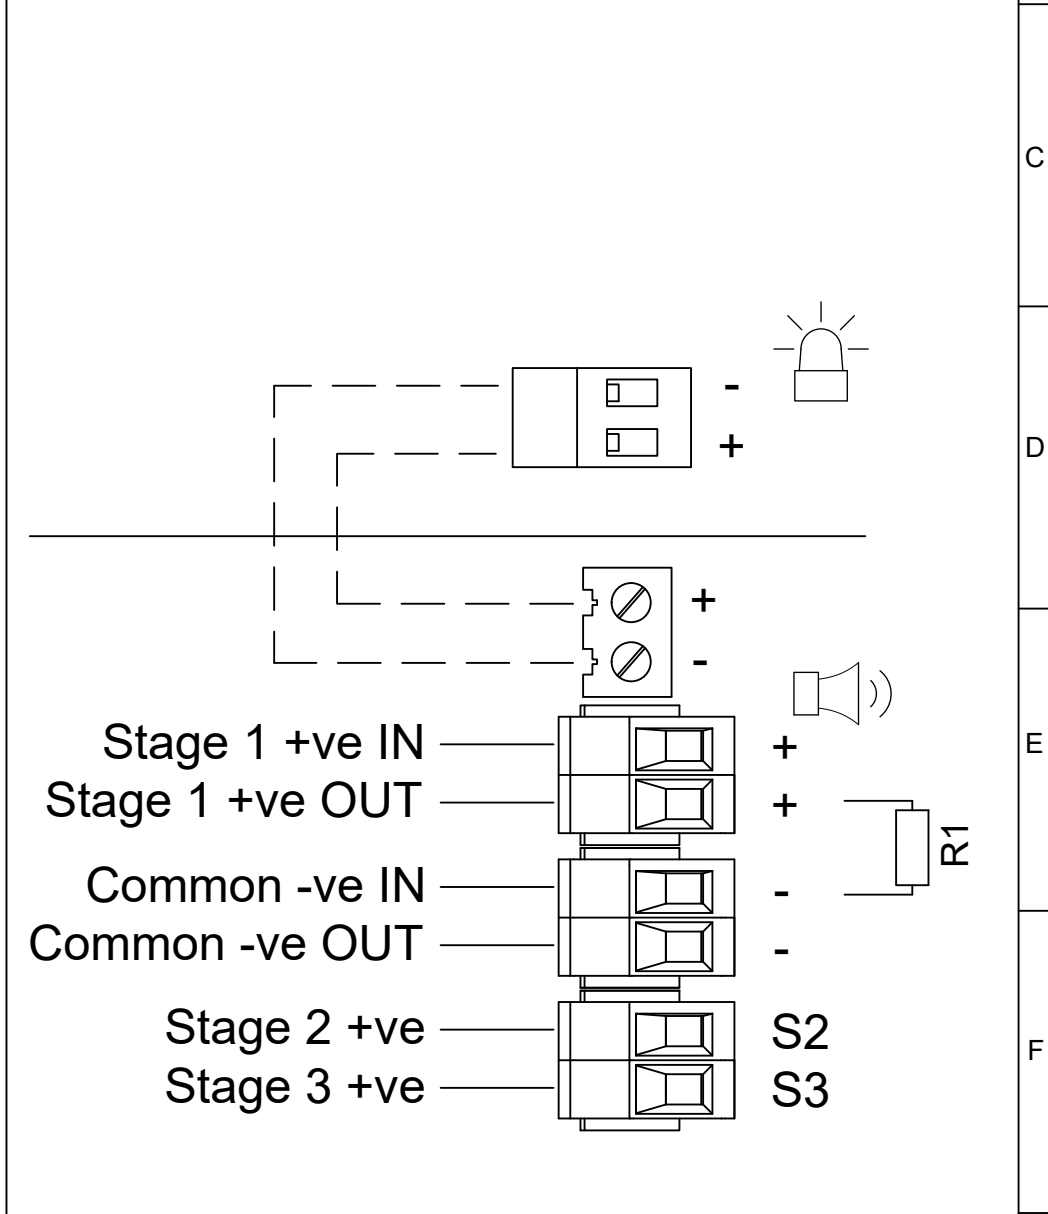 C
-
+
D
+
-
Stage 1 +ve IN +
E
Stage 1 +ve OUT +
R1
Common -ve IN -
Common -ve OUT -
Stage 2 +ve S2
F
Stage 3 +ve S3